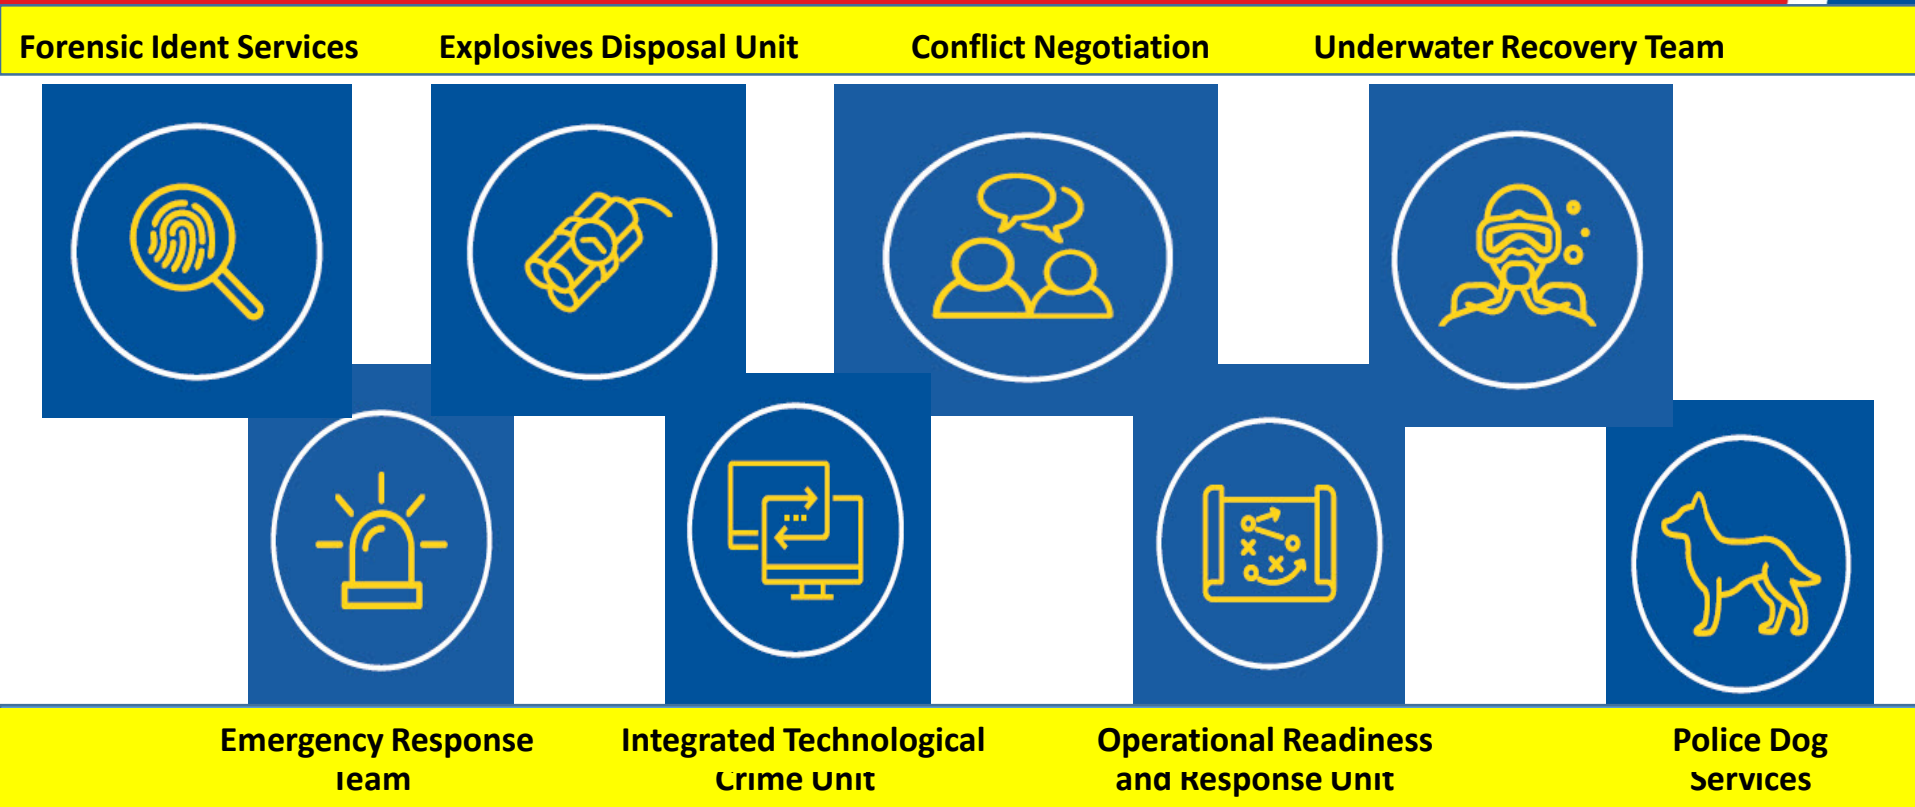 Forensic Ident Services Explosives Disposal Unit Conflict Negotiation Underwater Recovery Team
Emergency Response Integrated Technological Operational Readiness Police Dog
Team Crime Unit and Response Unit Services